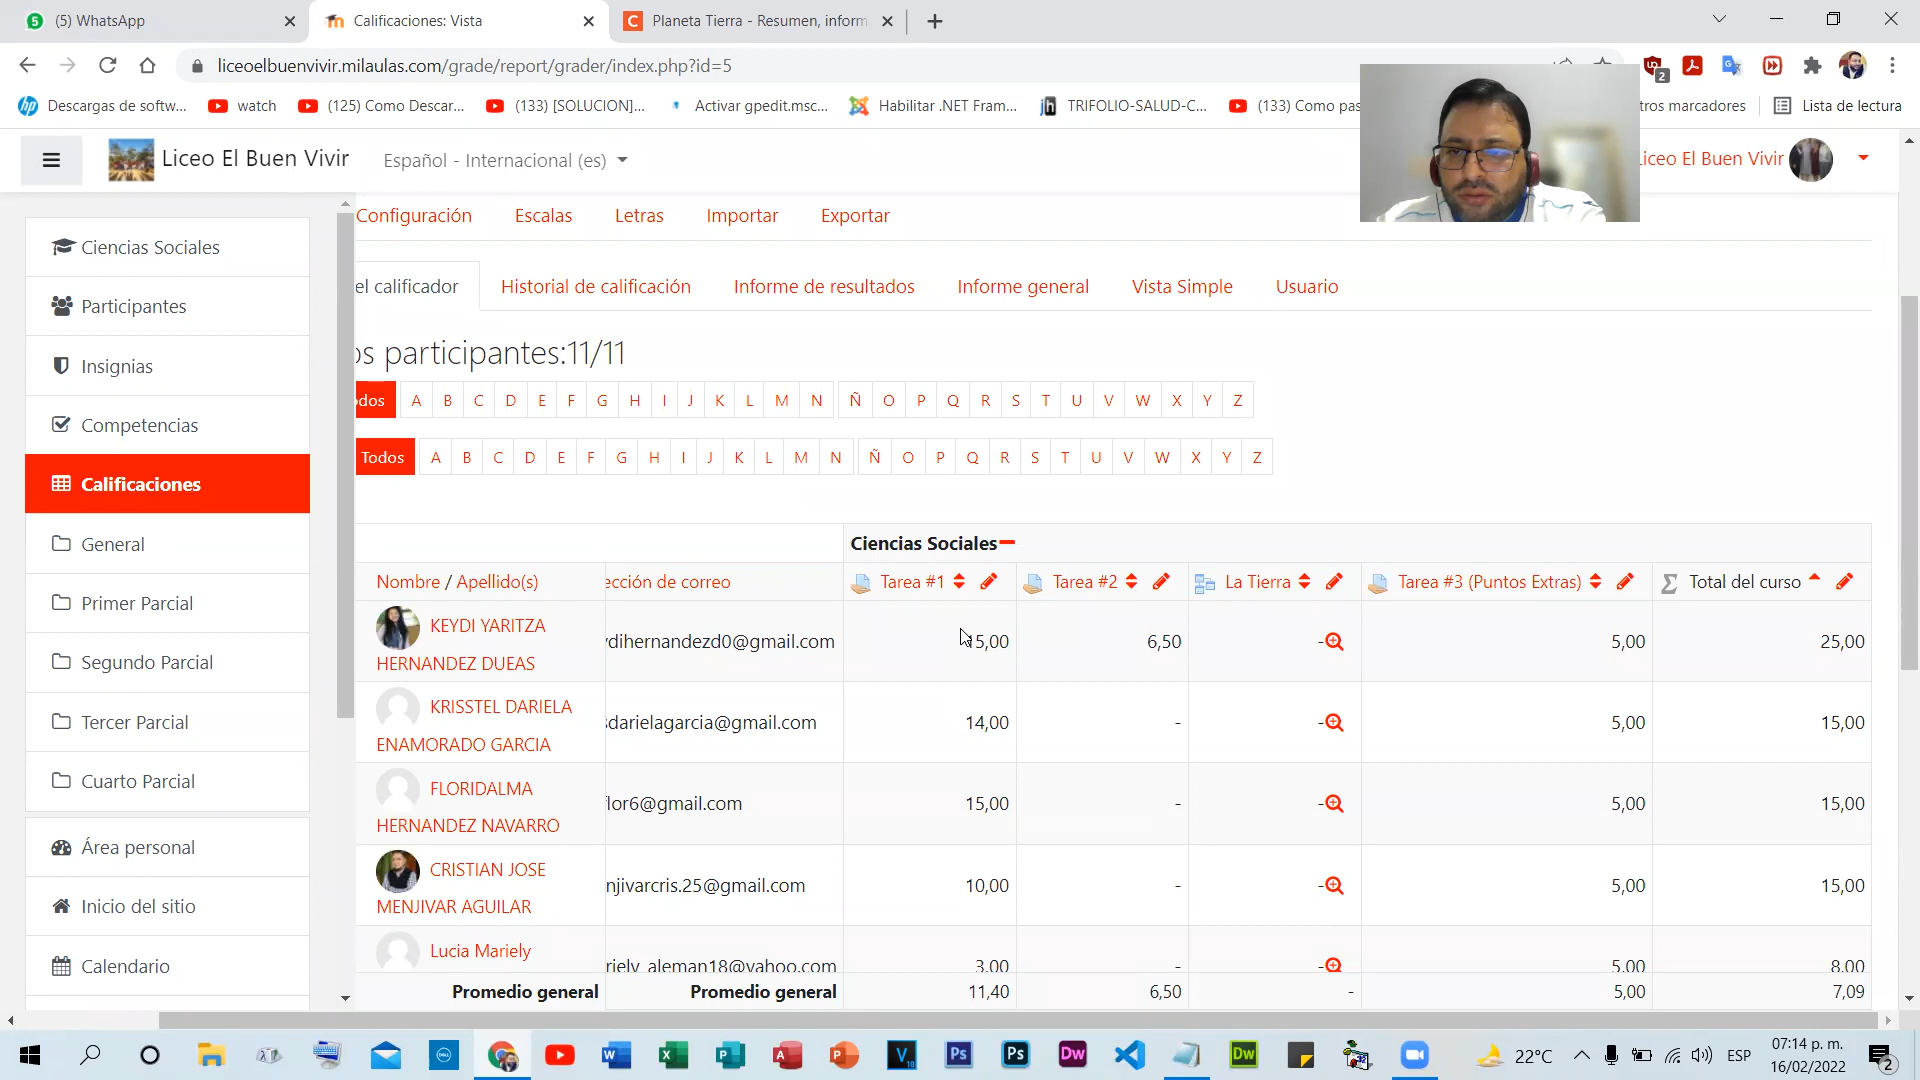 (5) WhatsApp
Calificaciones: Vista
Planeta Tierra - Resumen, inform
liceoelbuenvivir.milaulas.com/grade/report/grader/index.php?id=5
Descargas de softw...
watch
(125) Como Descar...
(133) [SOLUCION]...
Activar gpedit.msc...
Habilitar .NET Fram...
TRIFOLIO-SALUD-C...
(133) Como pas
tros marcadores
Lista de lectura
Liceo El Buen Vivir
Español - Internacional (es)
iceo El Buen Vivir
Ciencias Sociales
Participantes
Insignias
Competencias
Calificaciones
General
Primer Parcial
Segundo Parcial
Tercer Parcial
Cuarto Parcial
Área personal
Inicio del sitio
Calendario
Configuración Escalas Letras Importar Exportar
el calificador Historial de calificación Informe de resultados Informe general Vista Simple Usuario
os participantes:11/11
odos A B C D E F G H I J K L M N Ñ O P Q R S T U V W X Y Z
Todos A B C D E F G H I J K L M N Ñ O P Q R S T U V W X Y Z
Ciencias Sociales
Nombre / Apellido(s) ección de correo Tarea #1 Tarea #2 La Tierra Tarea #3 (Puntos Extras) Total del curso
KEYDI YARITZA
HERNANDEZ DUEAS
dihernandezd0@gmail.com 15,00 6,50 - 5,00 25,00
KRISSTEL DARIELA
ENAMORADO GARCIA
sdarielagarcia@gmail.com 14,00 - - 5,00 15,00
FLORIDALMA
HERNANDEZ NAVARRO
flor6@gmail.com 15,00 - - 5,00 15,00
CRISTIAN JOSE
MENJIVAR AGUILAR
njivarcris.25@gmail.com 10,00 - - 5,00 15,00
Lucia Mariely
riely_aleman18@yahoo.com 3,00 - - 5,00 8,00
Promedio general Promedio general 11,40 6,50 - 5,00 7,09
22°C
ESP
07:14 p. m.
16/02/2022
2